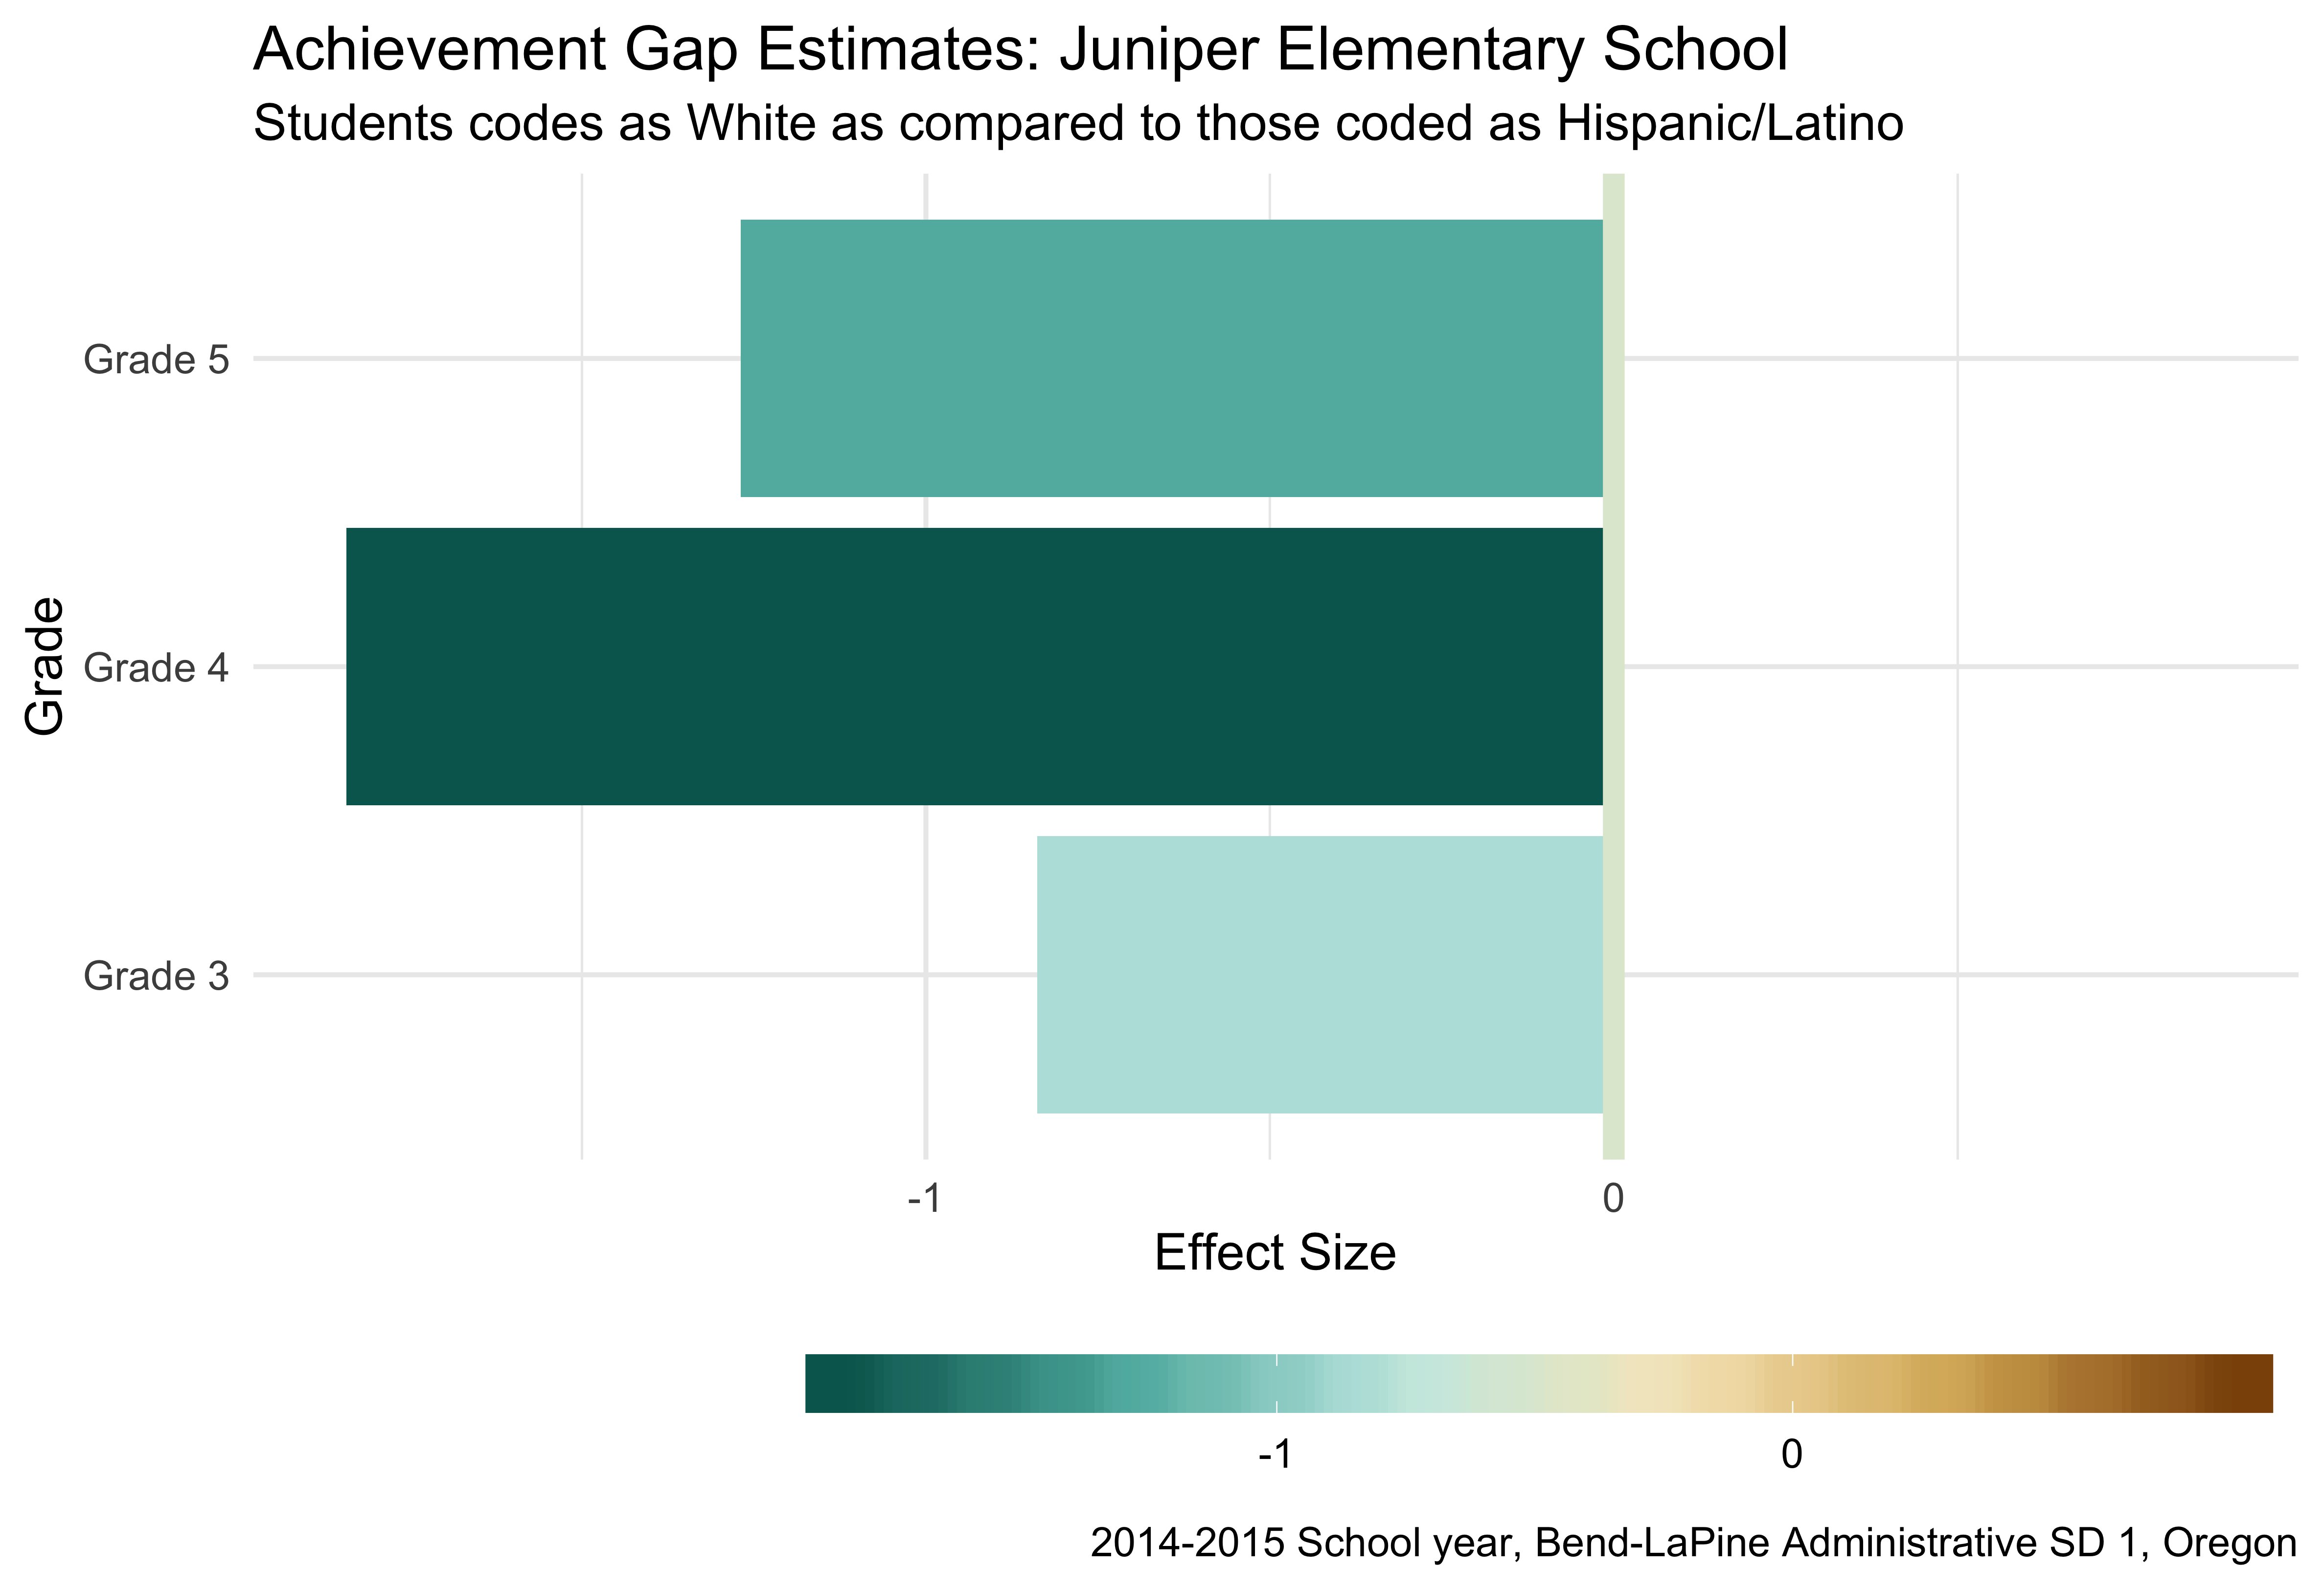 Achievement Gap Estimates: Juniper Elementary School
Students codes as White as compared to those coded as Hispanic/Latino
Grade
Grade 5
Grade 4
Grade 3
-1 0
Effect Size
-1 0
2014-2015 School year, Bend-LaPine Administrative SD 1, Oregon